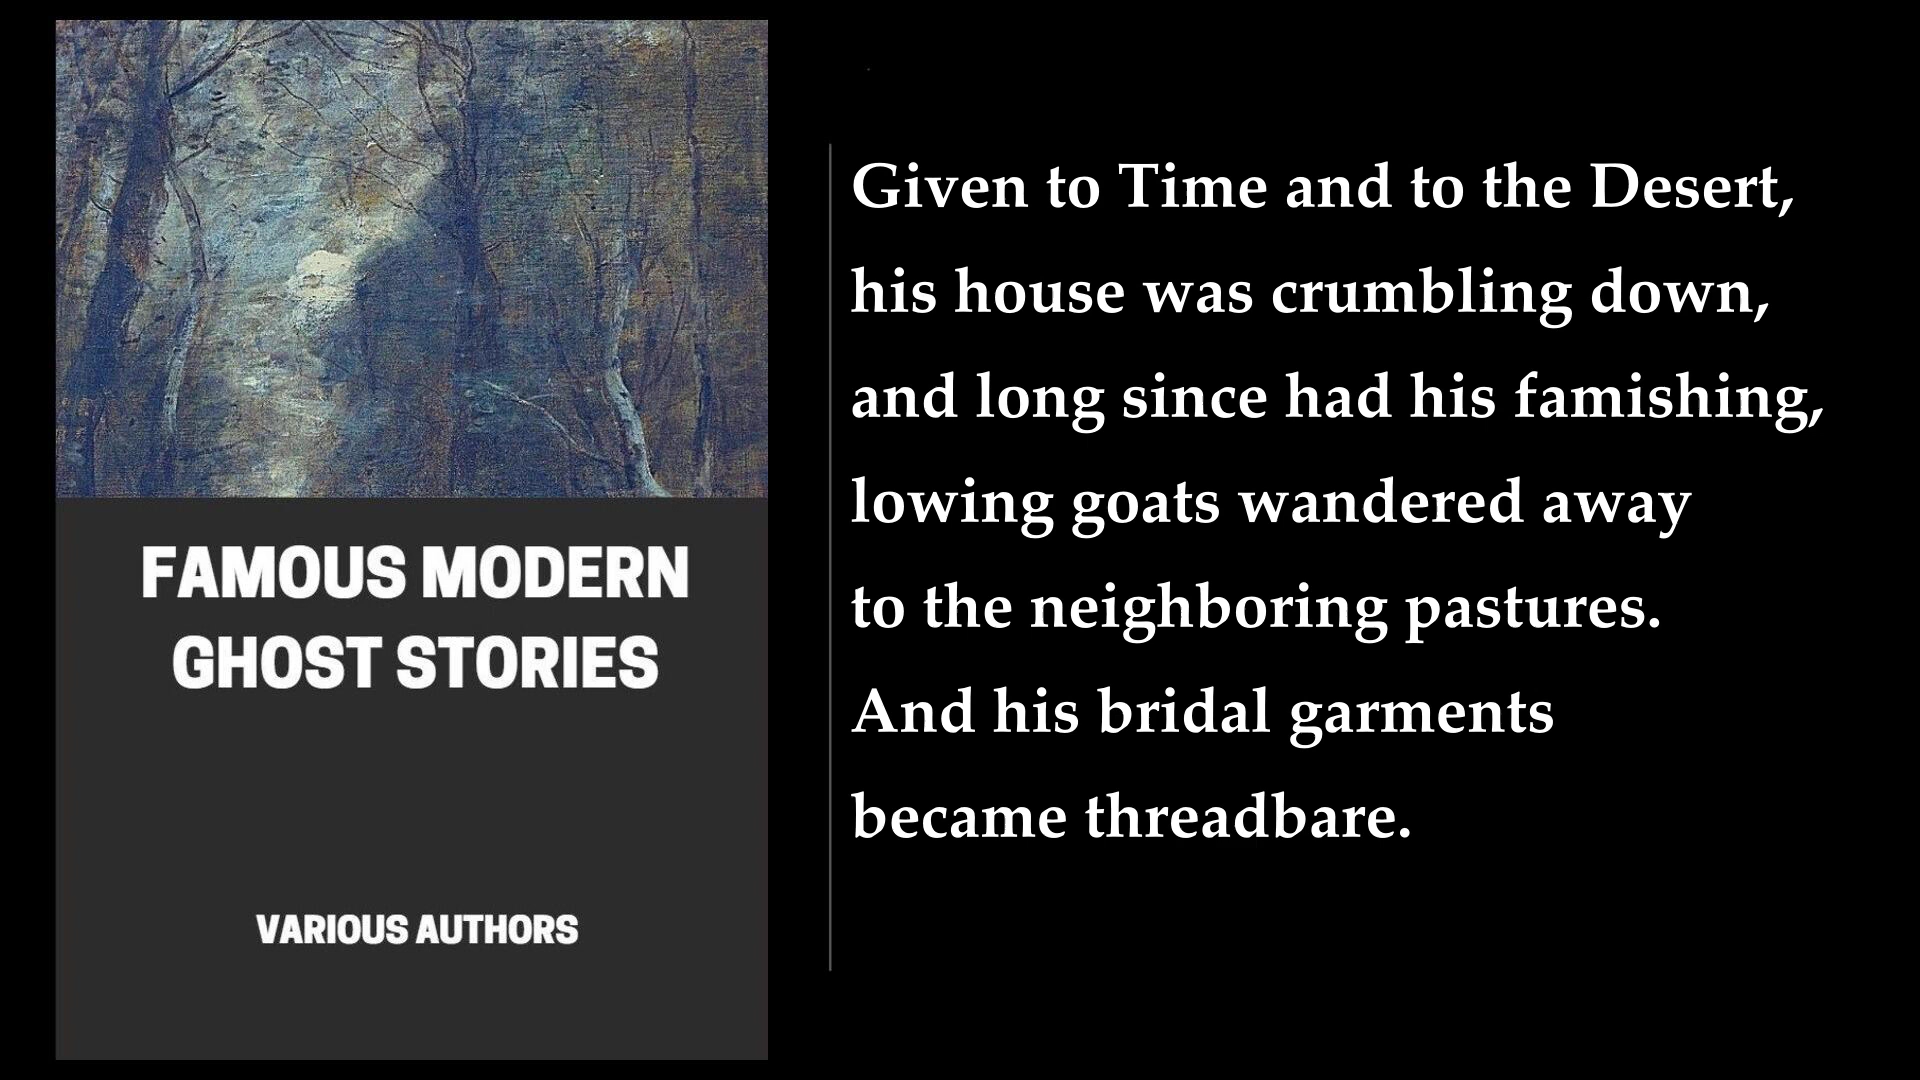 FAMOUS MODERN
GHOST STORIES
VARIOUS AUTHORS
Given to Time and to the Desert,
his house was crumbling down,
and long since had his famishing,
lowing goats wandered away
to the neighboring pastures.
And his bridal garments
became threadbare.